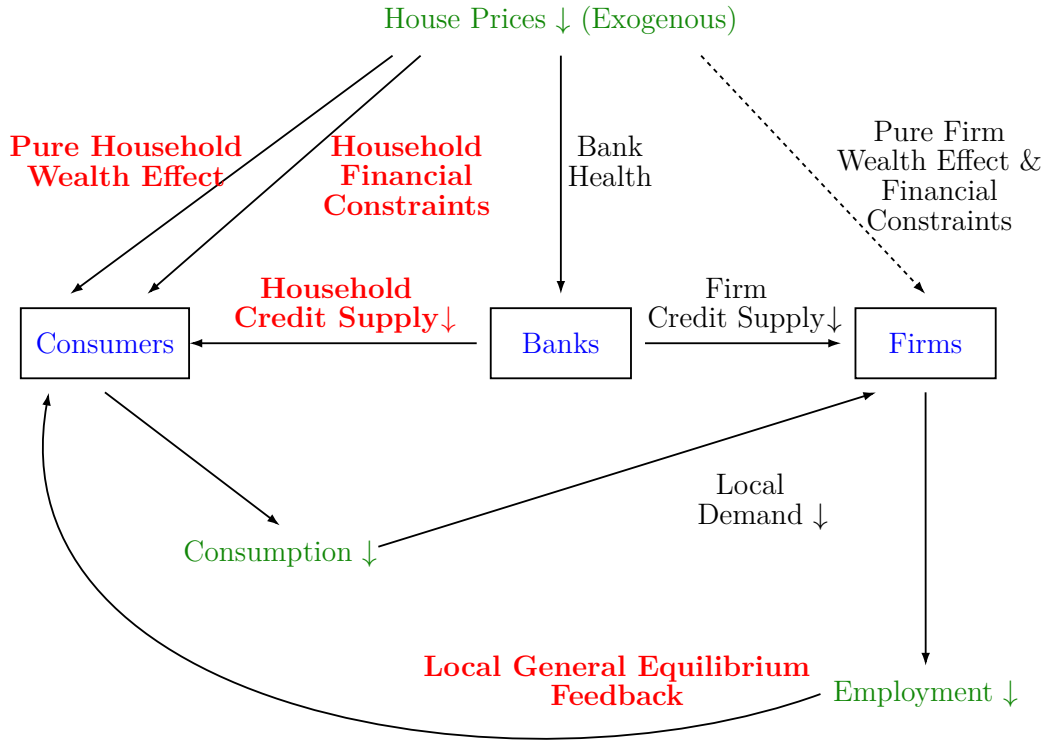 House Prices ↓ (Exogenous)
Pure Household
Wealth Effect
Household
Financial
Constraints
Bank
Health
Pure Firm
Wealth Effect &
Financial
Constraints
Household
Credit Supply↓
Firm
Credit Supply↓
Consumers
Banks
Firms
Local
Demand ↓
Consumption ↓
Local General Equilibrium
Feedback
Employment ↓